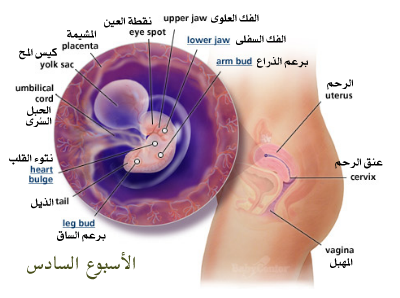 نقطة العين
eye spot
upper jaw الفك العلوى
lower jaw الفك السفلى
arm bud برعم الذراع
المشيمة
placenta
كيس المح
yolk sac
umbilical
cord
الحبل
السرى
نتوء القلب
heart
bulge
الذيل tail
leg bud
برعم الساق
الرحم
uterus
عنق الرحم
cervix
vagina
المهبل
الأسبوع السادس